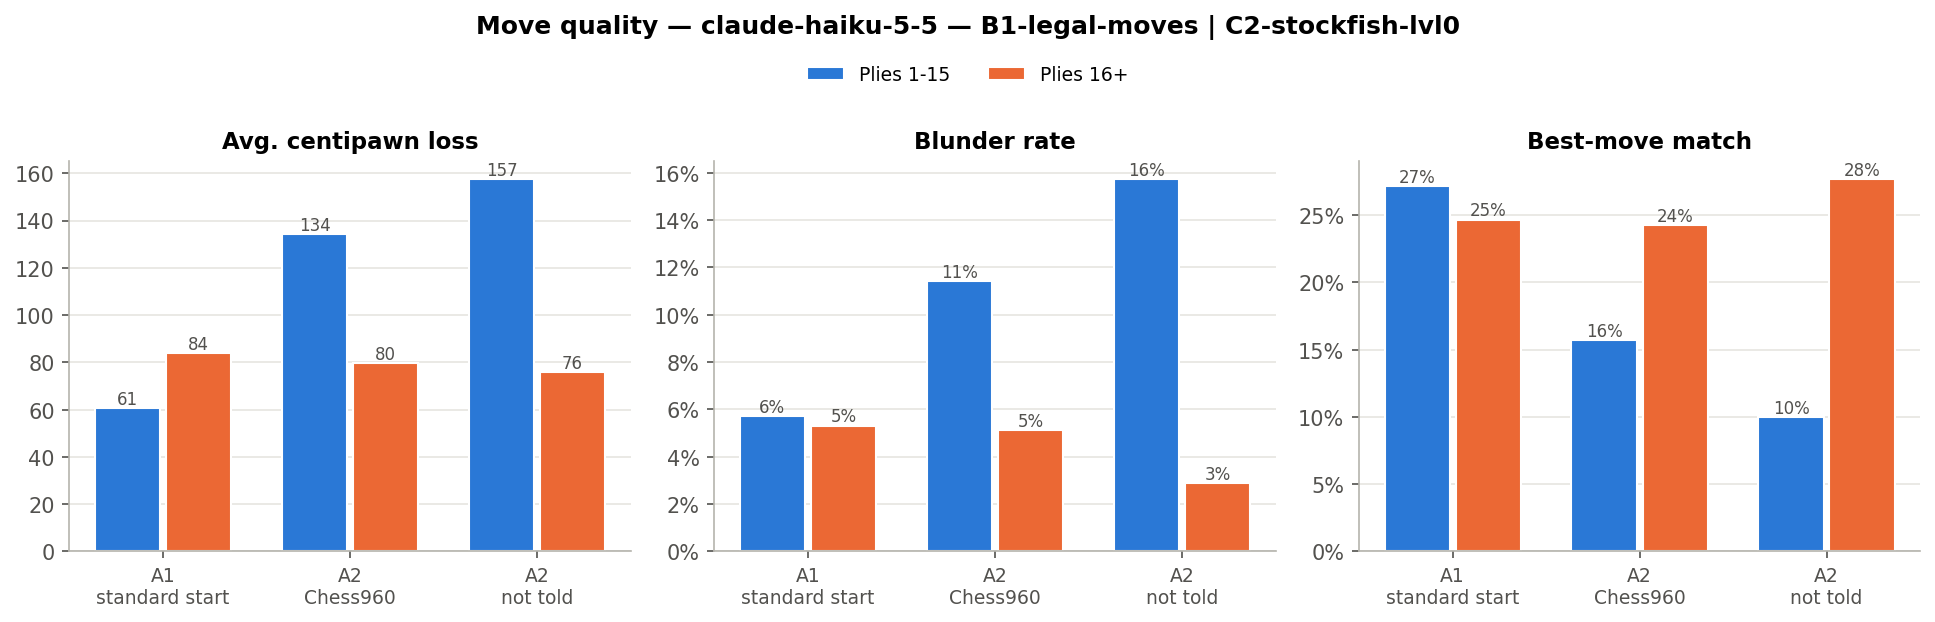 Move quality — claude-haiku-5-5 — B1-legal-moves | C2-stockfish-lvl0
Plies 1-15
Plies 16+
Avg. centipawn loss
160
140
120
100
80
60
40
20
0
61
84
134
80
157
76
A1
standard start
A2
Chess960
A2
not told
Blunder rate
16%
14%
12%
10%
8%
6%
4%
2%
0%
6%
5%
11%
5%
16%
3%
A1
standard start
A2
Chess960
A2
not told
Best-move match
25%
20%
15%
10%
5%
0%
27%
25%
16%
24%
10%
28%
A1
standard start
A2
Chess960
A2
not told